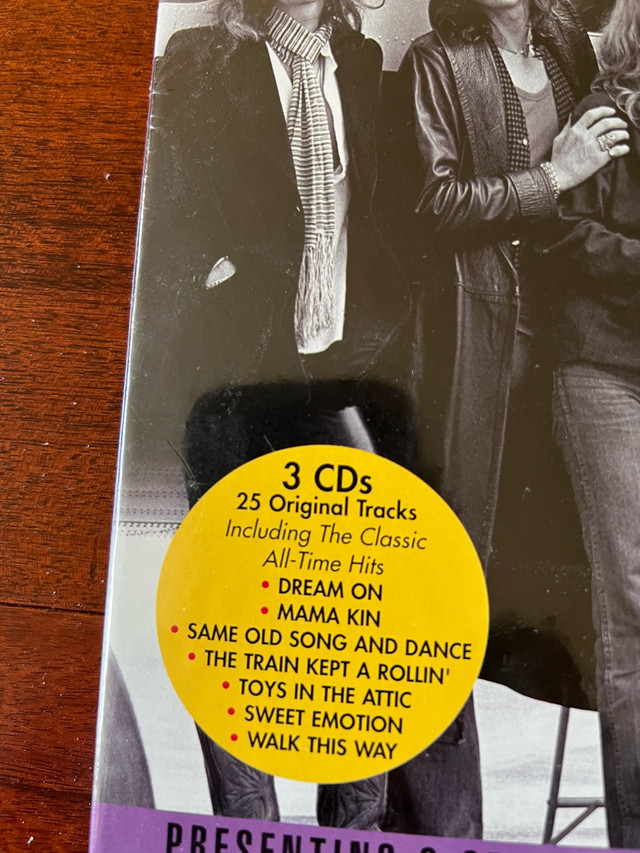 3 CDs
25 Original Tracks
Including The Classic
All-Time Hits
• DREAM ON
• MAMA KIN
• SAME OLD SONG AND DANCE
• THE TRAIN KEPT A ROLLIN'
• TOYS IN THE ATTIC
• SWEET EMOTION
• WALK THIS WAY
PRESENTING